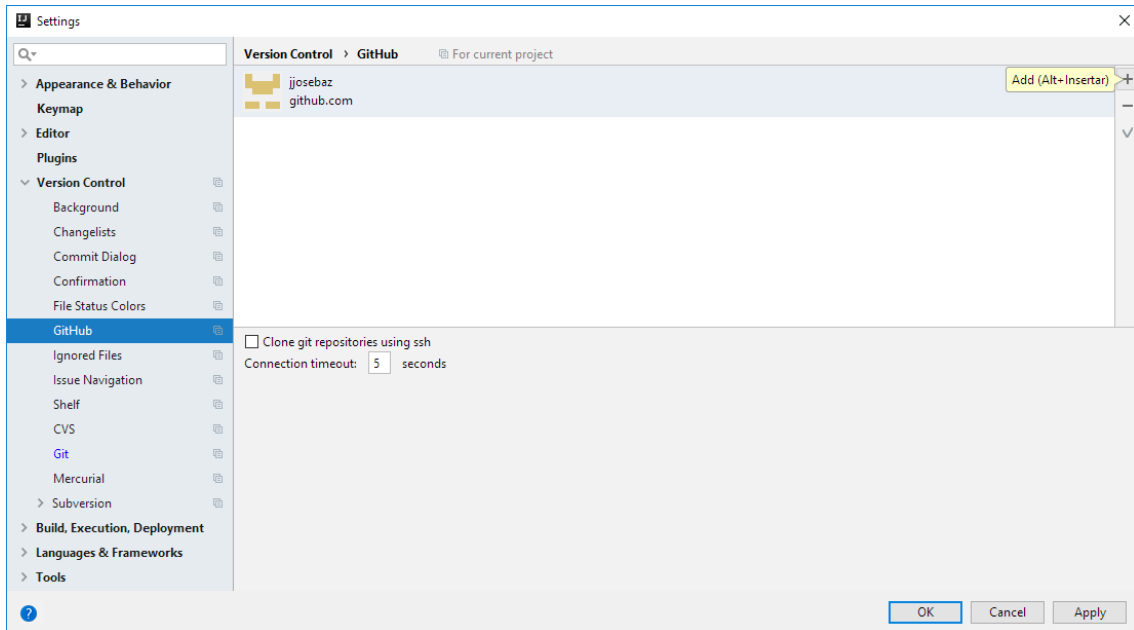 Settings
Version Control > GitHub For current project
Appearance & Behavior
Keymap
Editor
Plugins
Version Control
Background
Changelists
Commit Dialog
Confirmation
File Status Colors
GitHub
Ignored Files
Issue Navigation
Shelf
CVS
Git
Mercurial
Subversion
Build, Execution, Deployment
Languages & Frameworks
Tools
jjosebaz
github.com
Add (Alt+Insertar)
Clone git repositories using ssh
Connection timeout: 5 seconds
?
OK Cancel Apply